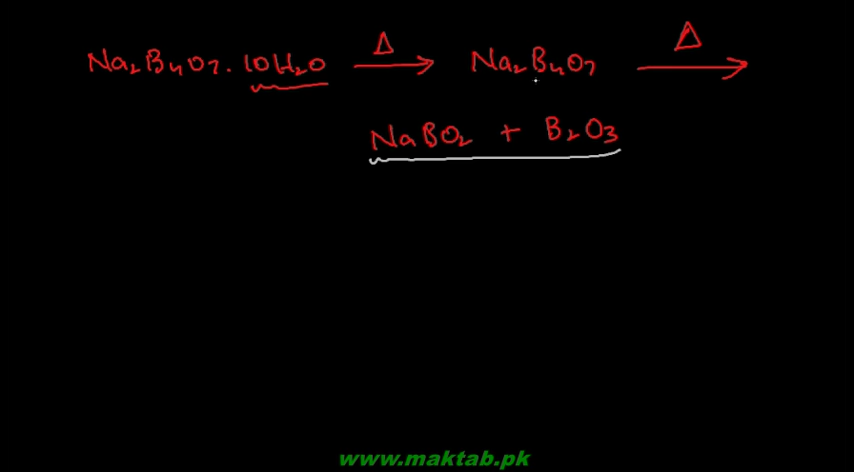 Na₂B₄O₇.10H₂O Δ → Na₂B₄O₇ Δ →
NaBO₂ + B₂O₃
www.maktab.pk